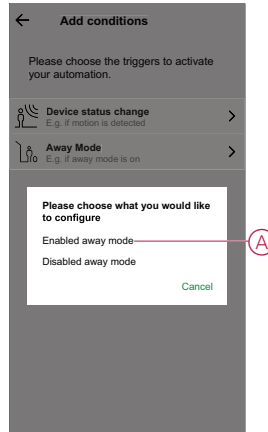 Add conditions
Please choose the triggers to activate
your automation.
Device status change
E.g. if motion is detected
Away Mode
E.g. if away mode is on
Please choose what you would like
to configure
Enabled away mode
A
Disabled away mode
Cancel